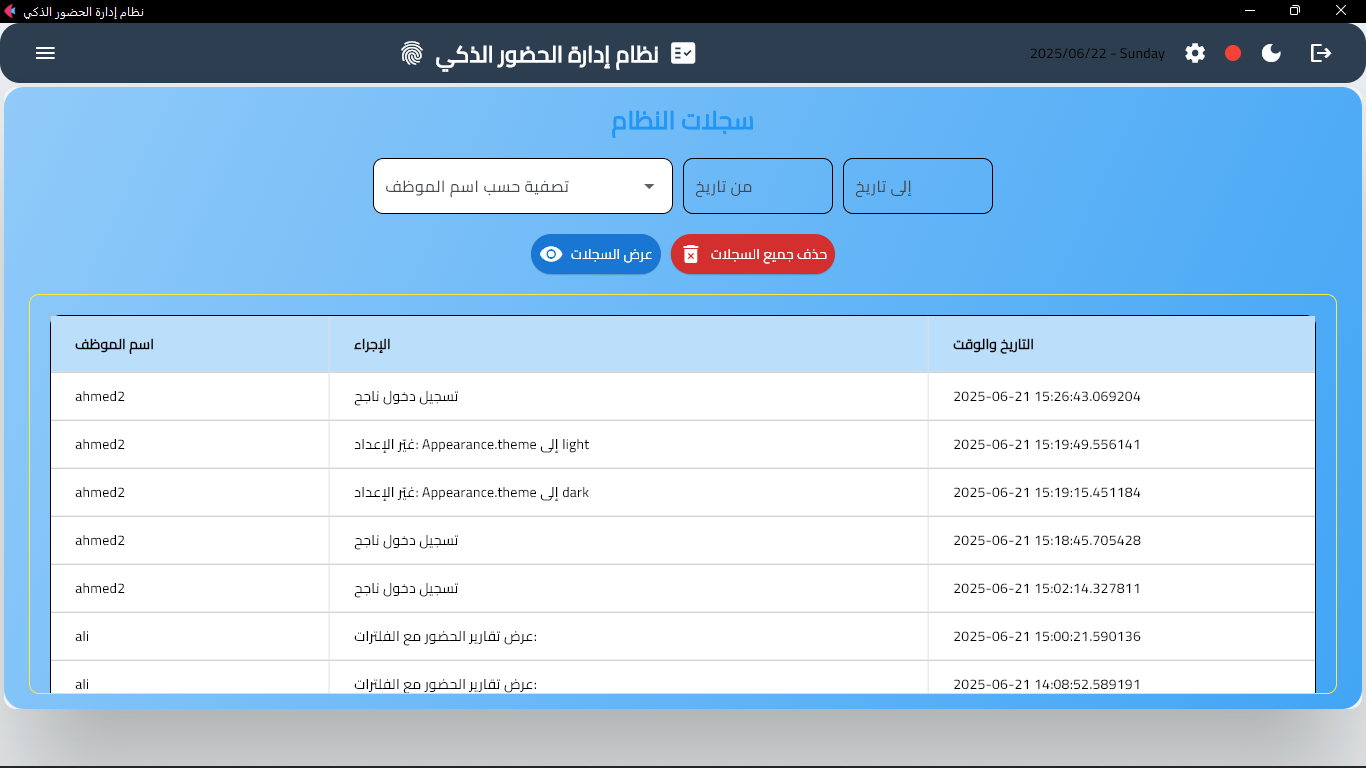 نظام إدارة الحضور الذكي
نظام إدارة الحضور الذكي
2025/06/22 - Sunday
سجلات النظام
تصفية حسب اسم الموظف
من تاريخ
إلى تاريخ
عرض السجلات
حذف جميع السجلات
اسم الموظف الإجراء التاريخ والوقت
ahmed2 تسجيل دخول ناجح 2025-06-21 15:26:43.069204
ahmed2 غيّر الإعداد: Appearance.theme إلى light 2025-06-21 15:19:49.556141
ahmed2 غيّر الإعداد: Appearance.theme إلى dark 2025-06-21 15:19:15.451184
ahmed2 تسجيل دخول ناجح 2025-06-21 15:18:45.705428
ahmed2 تسجيل دخول ناجح 2025-06-21 15:02:14.327811
ali عرض تقارير الحضور مع الفلترات: 2025-06-21 15:00:21.590136
ali عرض تقارير الحضور مع الفلترات: 2025-06-21 14:08:52.589191